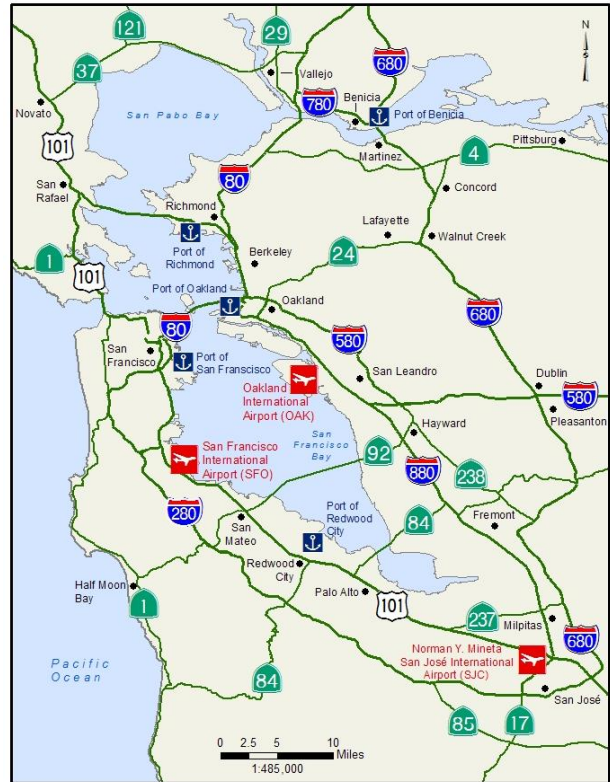 121
29
680
N
37
Vallejo
780
Benicia
Port of Benicia
San Pabo Bay
Novato
Pittsburg
101
Martinez
4
80
San
Rafael
Concord
Richmond
Lafayette
Walnut Creek
Port of
Richmond
1
Berkeley
24
101
Port of Oakland
Oakland
680
80
580
San
Francisco
Port of
San Franscisco
San Leandro
Dublin
Oakland
International
Airport (OAK)
580
Pleasanton
San
Francisco
Bay
Hayward
San Francisco
International
Airport (SFO)
92
880
238
280
Port of
Redwood
City
84
Fremont
San
Mateo
Redwood
City
Half Moon
Bay
Palo Alto
1
101
237
Milpitas
680
Norman Y. Mineta
San José International
Airport (SJC)
Pacific
Ocean
84
San José
85
17
0 2.5 5 10
Miles
1:485,000